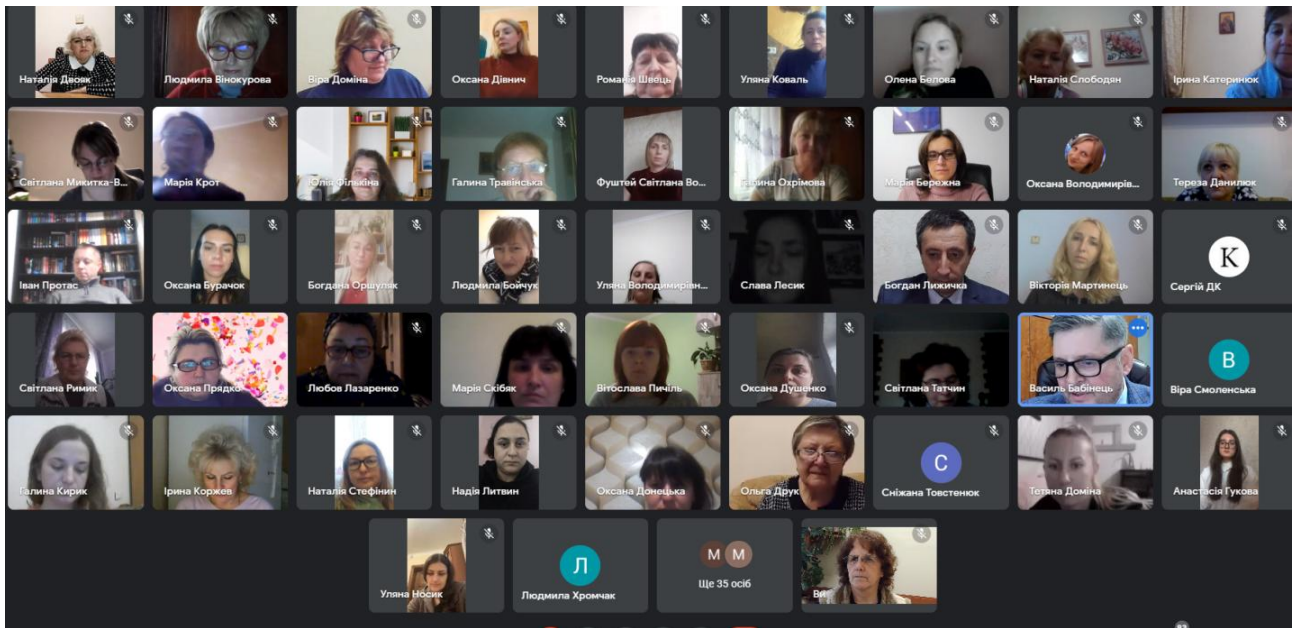 Наталія Двояк
Людмила Вінокурова
Віра Доміна
Оксана Дівнич
Романія Швець
Уляна Коваль
Олена Бєлова
Наталія Слободян
Ірина Катеринюк
Світлана Микитка-В...
Марія Крот
Юлія Фількіна
Галина Травінська
Фуштей Світлана Во...
Галина Охрімова
Марія Бережна
Оксана Володимирів...
Тереза Данилюк
Іван Протас
Оксана Бурачок
Богдана Оршуляк
Людмила Бойчук
Уляна Володимирівн...
Слава Лесик
Богдан Лижичка
Вікторія Мартинець
K
Сергій ДК
Світлана Римик
Оксана Прядко
Любов Лазаренко
Марія Скібяк
Вітослава Пичіль
Оксана Душенко
Світлана Татчин
Василь Бабінець
В
Віра Смоленська
Галина Кирик
Ірина Коржев
Наталія Стефінин
Надія Литвин
Оксана Донецька
Ольга Друк
С
Сніжана Товстенюк
Тетяна Доміна
Анастасія Гукова
Уляна Носик
Л
Людмила Хромчак
М М
Ще 35 осіб
Ви